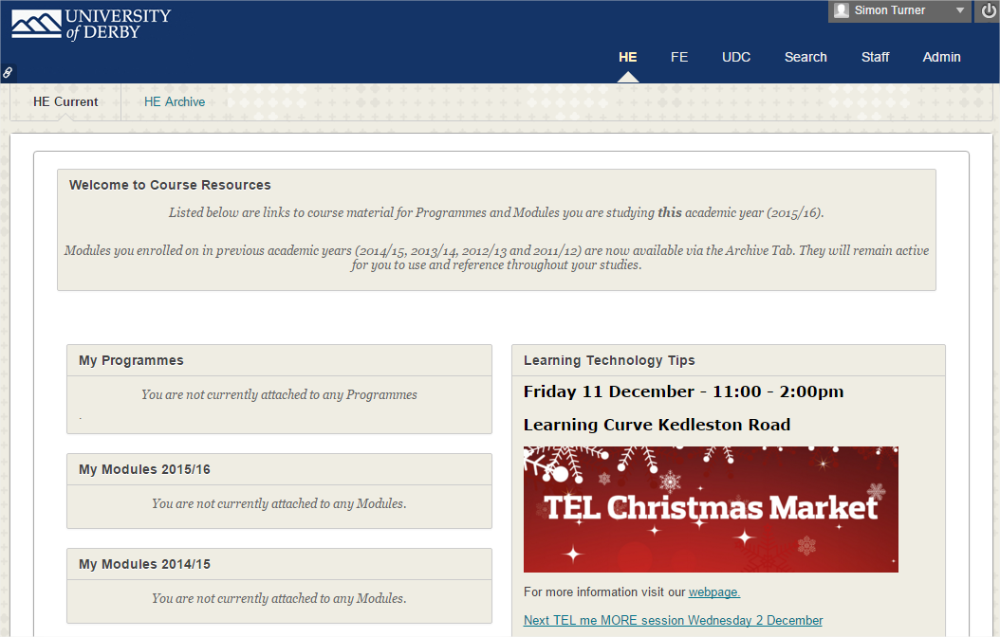 UNIVERSITY
of DERBY
Simon Turner
HE FE UDC Search Staff Admin
HE Current HE Archive
Welcome to Course Resources
Listed below are links to course material for Programmes and Modules you are studying this academic year (2015/16).
Modules you enrolled on in previous academic years (2014/15, 2013/14, 2012/13 and 2011/12) are now available via the Archive Tab. They will remain active
for you to use and reference throughout your studies.
My Programmes
You are not currently attached to any Programmes
.
My Modules 2015/16
You are not currently attached to any Modules.
My Modules 2014/15
You are not currently attached to any Modules.
Learning Technology Tips
Friday 11 December - 11:00 - 2:00pm
Learning Curve Kedleston Road
TEL Christmas Market
For more information visit our webpage.
Next TEL me MORE session Wednesday 2 December